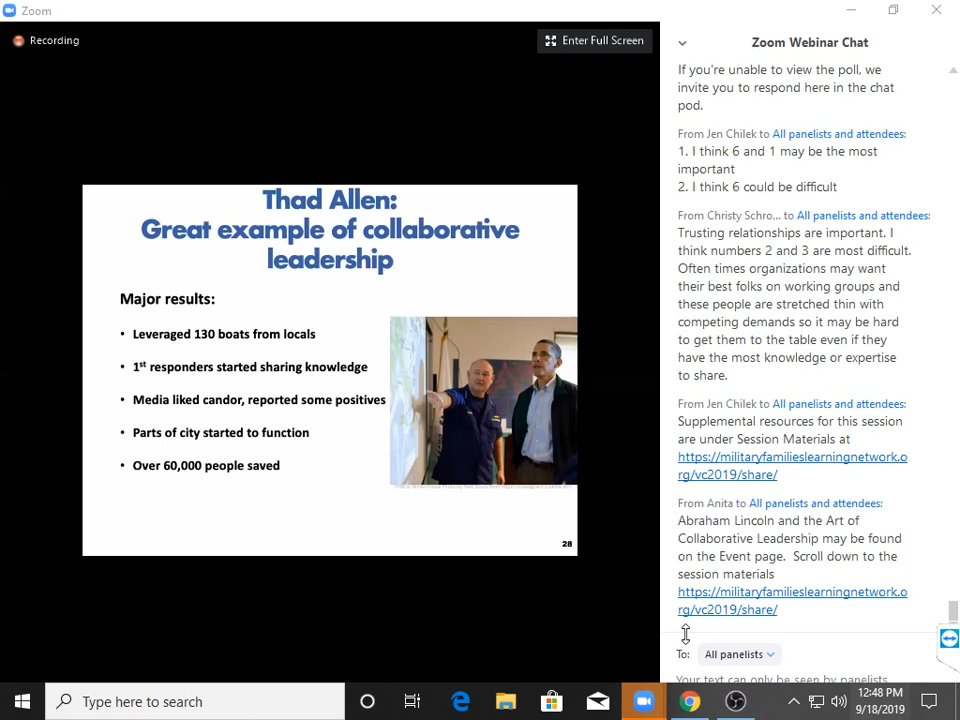 Zoom
Recording
Enter Full Screen
Thad Allen:
Great example of collaborative
leadership
Major results:
• Leveraged 130 boats from locals
• 1st responders started sharing knowledge
• Media liked candor, reported some positives
• Parts of city started to function
• Over 60,000 people saved
28
Zoom Webinar Chat
If you're unable to view the poll, we
invite you to respond here in the chat
pod.
From Jen Chilek to All panelists and attendees:
1. I think 6 and 1 may be the most
important
2. I think 6 could be difficult
From Christy Schro... to All panelists and attendees:
Trusting relationships are important. I
think numbers 2 and 3 are most difficult.
Often times organizations may want
their best folks on working groups and
these people are stretched thin with
competing demands so it may be hard
to get them to the table even if they
have the most knowledge or expertise
to share.
From Jen Chilek to All panelists and attendees:
Supplemental resources for this session
are under Session Materials at
https://militaryfamilieslearningnetwork.o
rg/vc2019/share/
From Anita to All panelists and attendees:
Abraham Lincoln and the Art of
Collaborative Leadership may be found
on the Event page. Scroll down to the
session materials
https://militaryfamilieslearningnetwork.o
rg/vc2019/share/
To: All panelists
Your text can only be seen by panelists
Type here to search
12:48 PM
9/18/2019